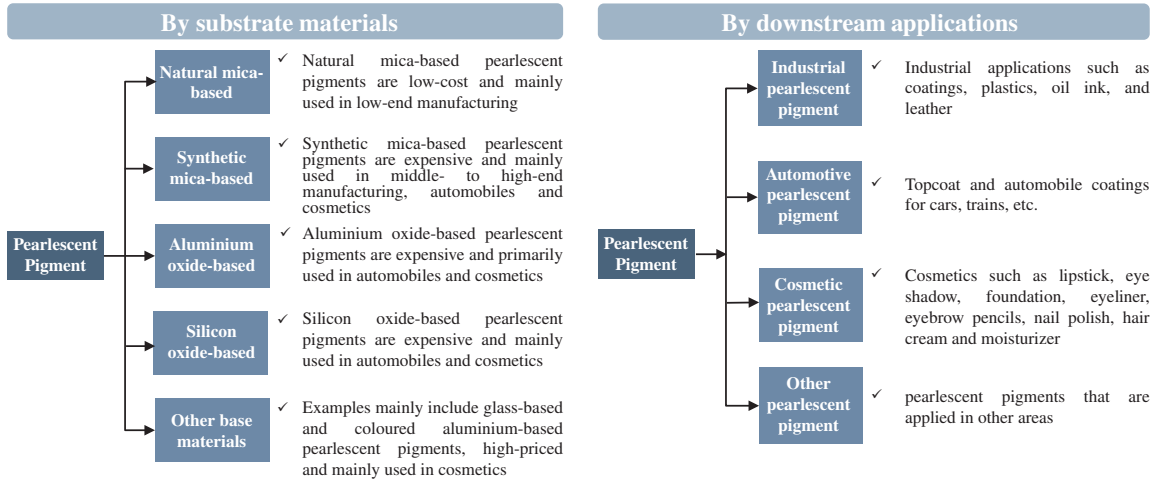 By substrate materials
Pearlescent
Pigment
Natural mica-
based
✓ Natural mica-based pearlescent
pigments are low-cost and mainly
used in low-end manufacturing
Synthetic
mica-based
✓ Synthetic mica-based pearlescent
pigments are expensive and mainly
used in middle- to high-end
manufacturing, automobiles and
cosmetics
Aluminium
oxide-based
✓ Aluminium oxide-based pearlescent
pigments are expensive and primarily
used in automobiles and cosmetics
Silicon
oxide-based
✓ Silicon oxide-based pearlescent
pigments are expensive and mainly
used in automobiles and cosmetics
Other base
materials
✓ Examples mainly include glass-based
and coloured aluminium-based
pearlescent pigments, high-priced
and mainly used in cosmetics
By downstream applications
Pearlescent
Pigment
Industrial
pearlescent
pigment
✓ Industrial applications such as
coatings, plastics, oil ink, and
leather
Automotive
pearlescent
pigment
✓ Topcoat and automobile coatings
for cars, trains, etc.
Cosmetic
pearlescent
pigment
✓ Cosmetics such as lipstick, eye
shadow, foundation, eyeliner,
eyebrow pencils, nail polish, hair
cream and moisturizer
Other
pearlescent
pigment
✓ pearlescent pigments that are
applied in other areas